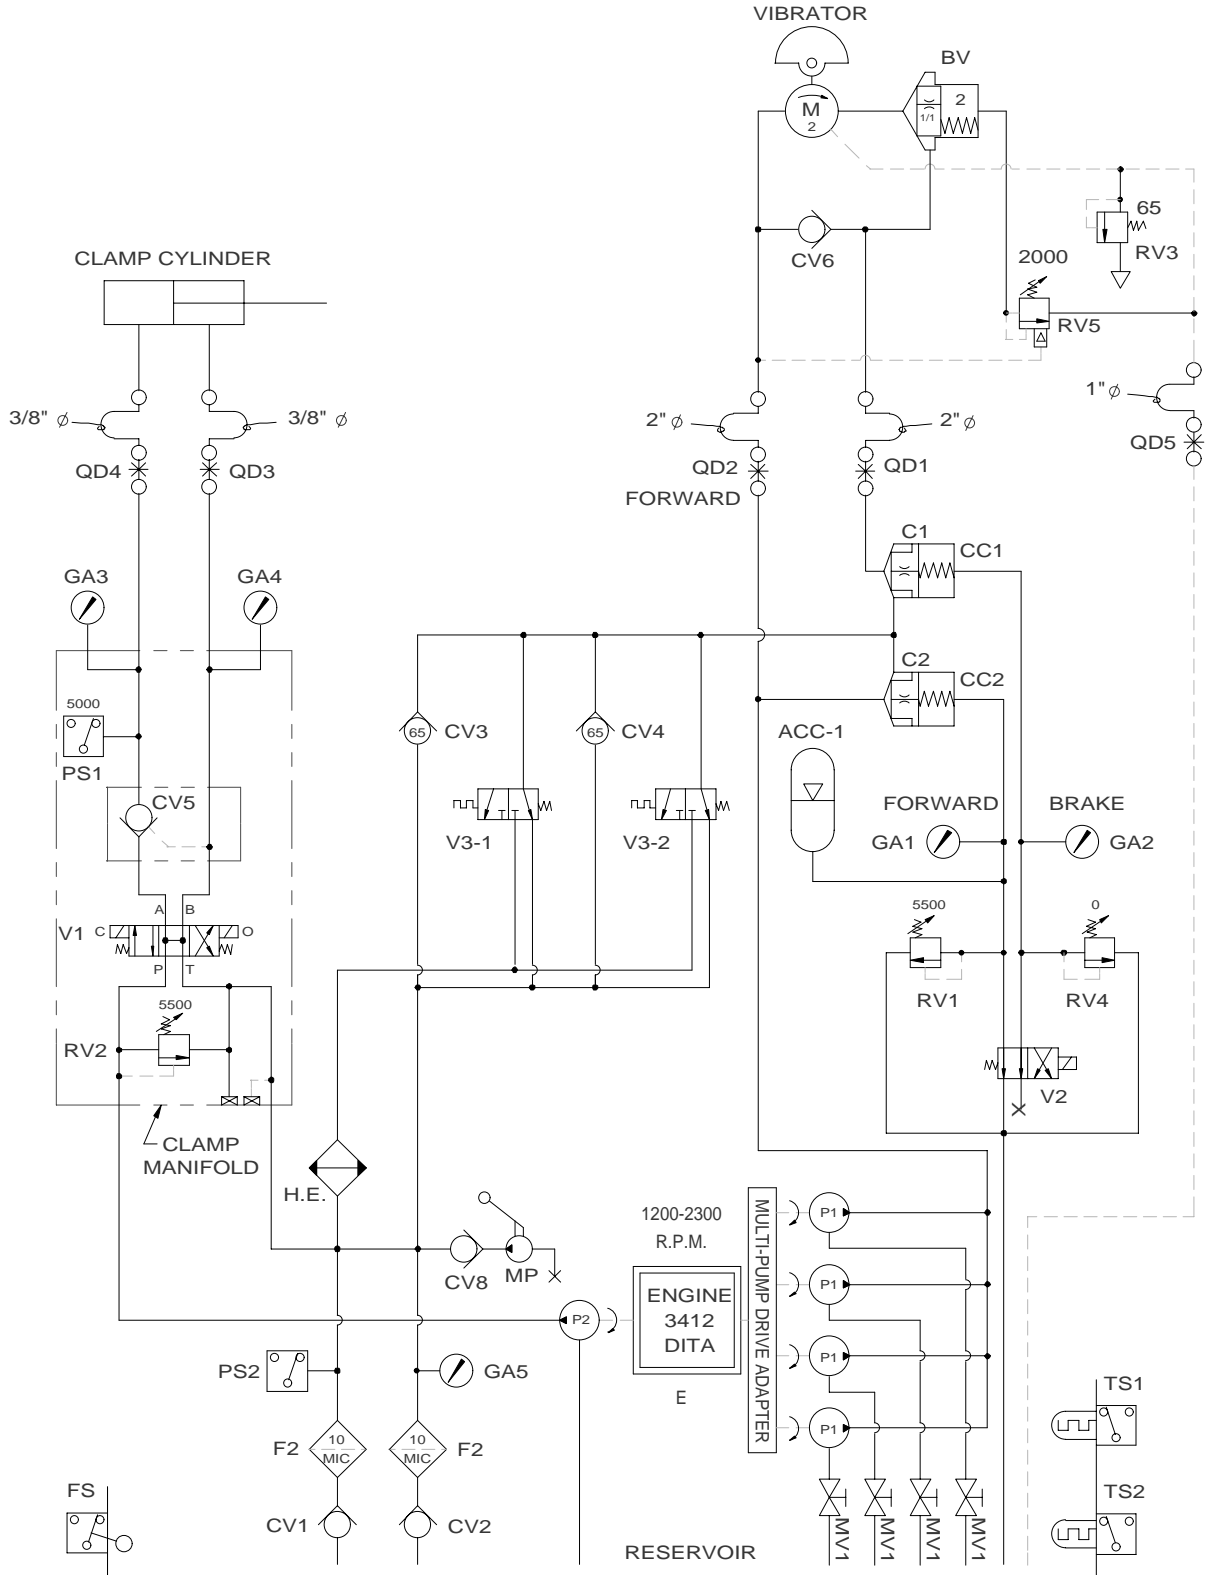 VIBRATOR
BV
M
2
1/1
2
65
RV3
CV6
2000
RV5
CLAMP CYLINDER
3/8" ⌀
3/8" ⌀
2" ⌀
2" ⌀
1" ⌀
QD4
QD3
QD2
QD1
QD5
FORWARD
C1
CC1
GA3
GA4
C2
CC2
5000
PS1
65
CV3
65
CV4
ACC-1
CV5
V3-1
V3-2
FORWARD
BRAKE
GA1
GA2
A
B
V1
C
O
P
T
5500
0
RV1
RV4
5500
RV2
V2
CLAMP
MANIFOLD
H.E.
CV8
MP
1200-2300
R.P.M.
MULTI-PUMP DRIVE ADAPTER
P1
P1
P1
P1
ENGINE
3412
DITA
E
P2
PS2
GA5
F2
10
MIC
10
MIC
F2
TS1
TS2
FS
CV1
CV2
MV1
MV1
MV1
MV1
RESERVOIR